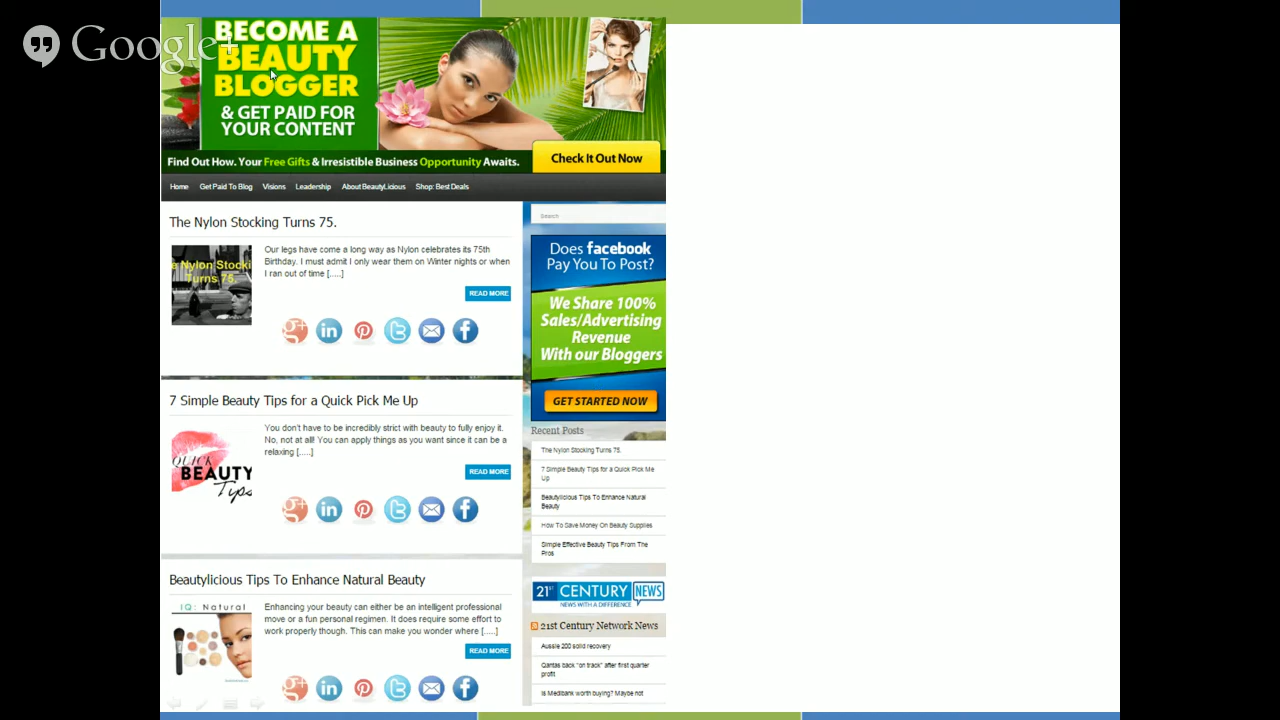 Google+
BECOME A
BEAUTY
BLOGGER
& GET PAID FOR
YOUR CONTENT
Find Out How. Your Free Gifts & Irresistible Business Opportunity Awaits.
Check It Out Now
Home Get Paid To Blog Visions Leadership About BeautyLicious Shop: Best Deals
The Nylon Stocking Turns 75.
e Nylon Stocki
Turns 75.
Our legs have come a long way as Nylon celebrates its 75th
Birthday. I must admit I only wear them on Winter nights or when
I ran out of time [.....]
READ MORE
g+ in t f
7 Simple Beauty Tips for a Quick Pick Me Up
QUICK
BEAUTY
Tips
You don't have to be incredibly strict with beauty to fully enjoy it.
No, not at all! You can apply things as you want since it can be a
relaxing [.....]
READ MORE
g+ in t f
Beautylicious Tips To Enhance Natural Beauty
IQ: Natural
Enhancing your beauty can either be an intelligent professional
move or a fun personal regimen. It does require some effort to
work properly though. This can make you wonder where [.....]
READ MORE
g+ in t f
Search
Does facebook
Pay You To Post?
We Share 100%
Sales/Advertising
Revenue
With our Bloggers
GET STARTED NOW
Recent Posts
The Nylon Stocking Turns 75.
7 Simple Beauty Tips for a Quick Pick Me
Up
Beautylicious Tips To Enhance Natural
Beauty
How To Save Money On Beauty Supplies
Simple Effective Beauty Tips From The
Pros
21ST CENTURY NEWS
NEWS WITH A DIFFERENCE
21st Century Network News
Aussie 200 solid recovery
Qantas back "on track" after first quarter
profit
Is Medibank worth buying? Maybe not